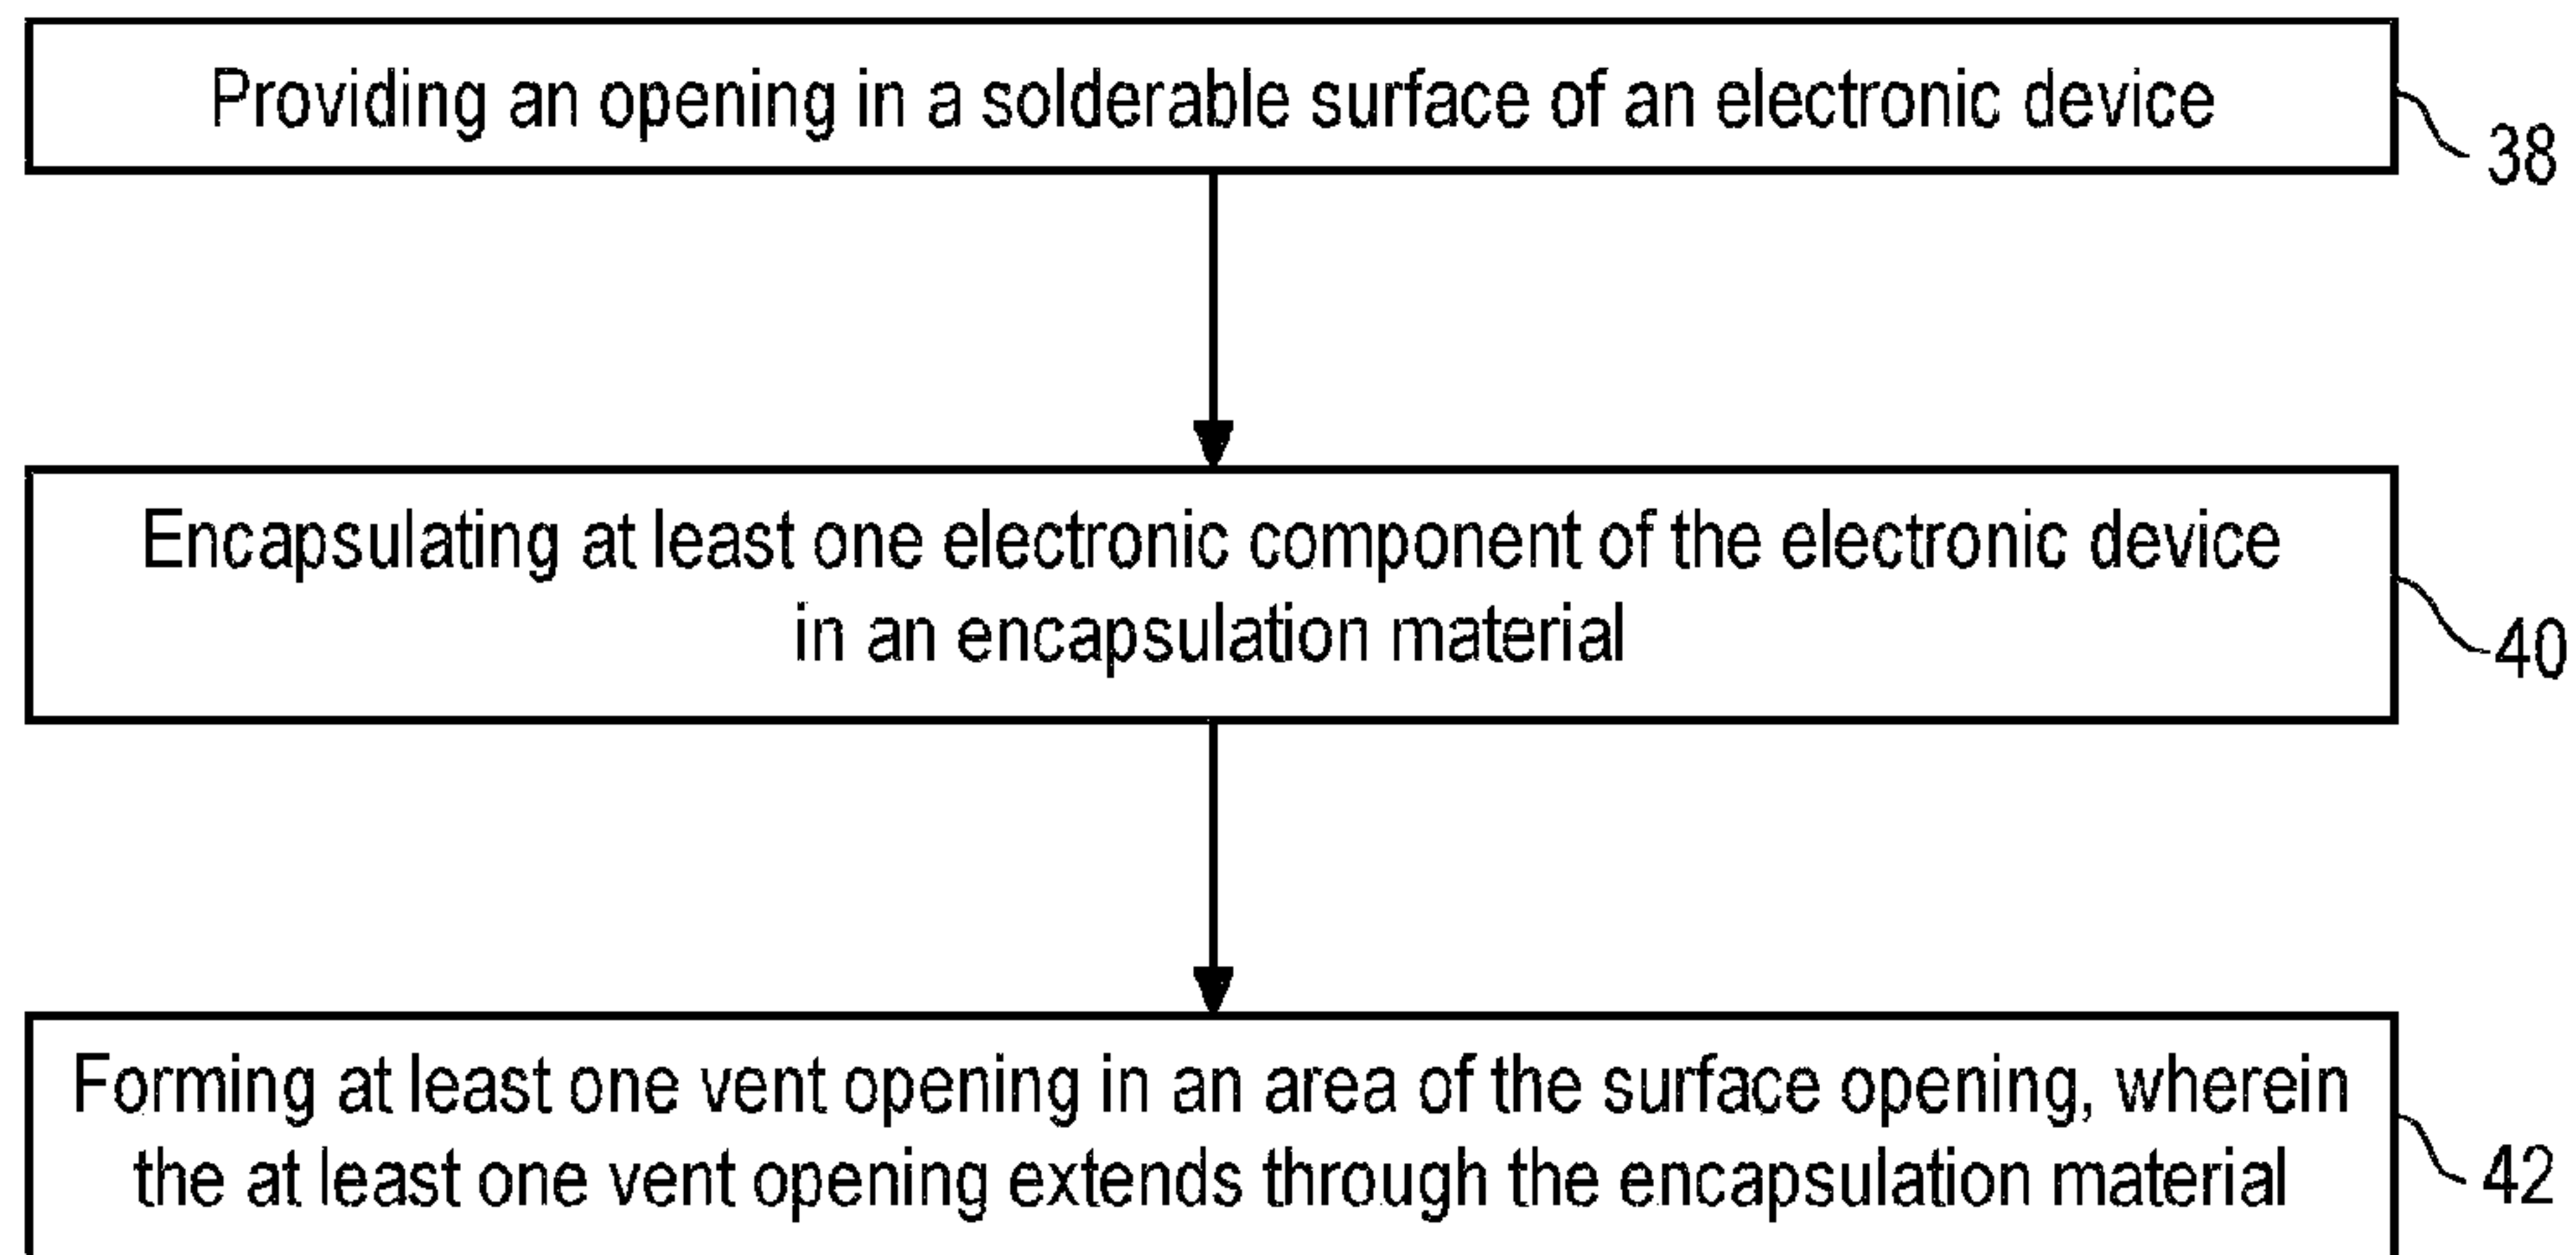 Providing an opening in a solderable surface of an electronic device
38
Encapsulating at least one electronic component of the electronic device
in an encapsulation material
40
Forming at least one vent opening in an area of the surface opening, wherein
the at least one vent opening extends through the encapsulation material
42